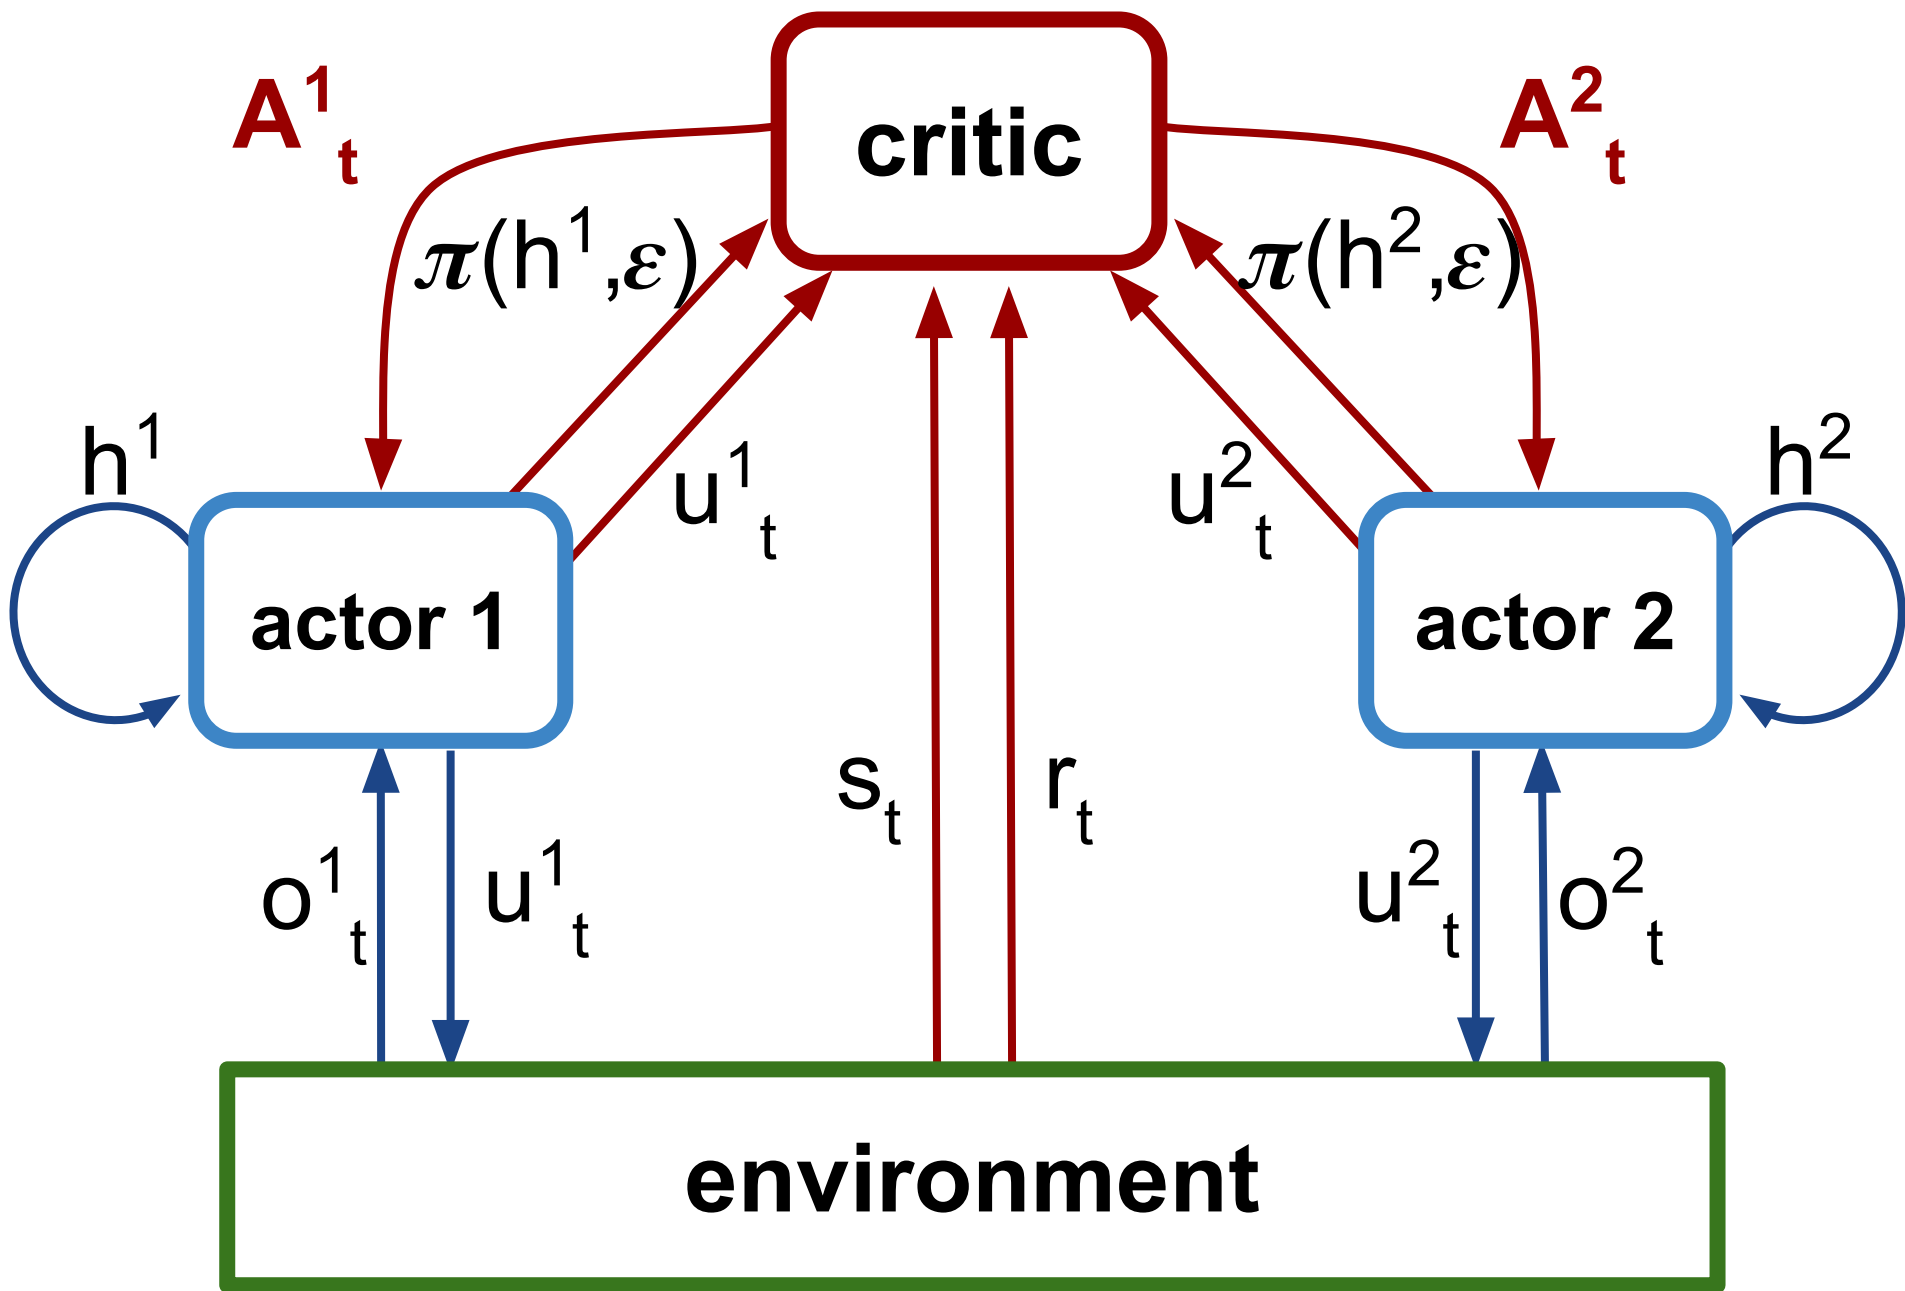 A¹ₜ
critic
A²ₜ
π(h¹,ε)
π(h²,ε)
h¹
u¹ₜ
u²ₜ
h²
actor 1
actor 2
sₜ
rₜ
o¹ₜ
u¹ₜ
u²ₜ
o²ₜ
environment